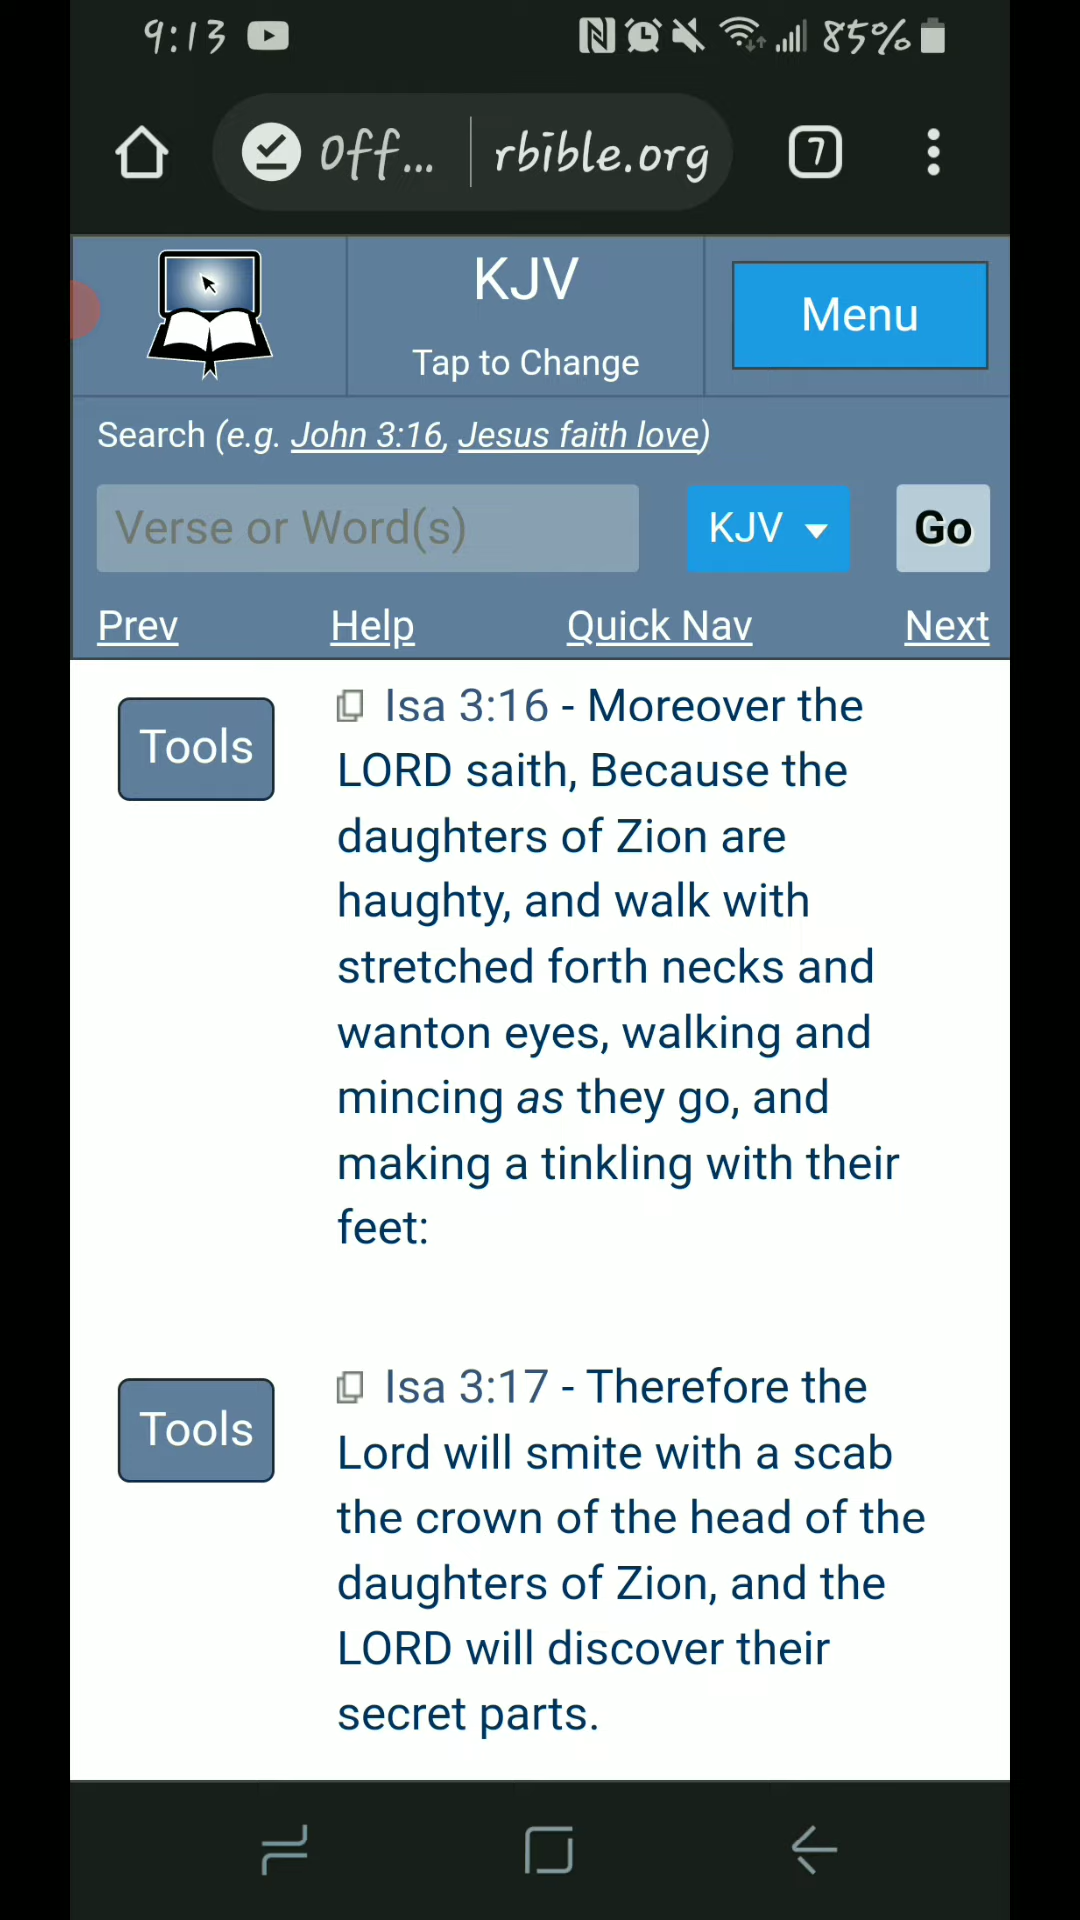 9:13 85%
Off... rbible.org 7
KJV
Tap to Change
Menu
Search (e.g. John 3:16, Jesus faith love)
Verse or Word(s) KJV Go
Prev Help Quick Nav Next
Tools
Isa 3:16 - Moreover the
LORD saith, Because the
daughters of Zion are
haughty, and walk with
stretched forth necks and
wanton eyes, walking and
mincing as they go, and
making a tinkling with their
feet:
Tools
Isa 3:17 - Therefore the
Lord will smite with a scab
the crown of the head of the
daughters of Zion, and the
LORD will discover their
secret parts.